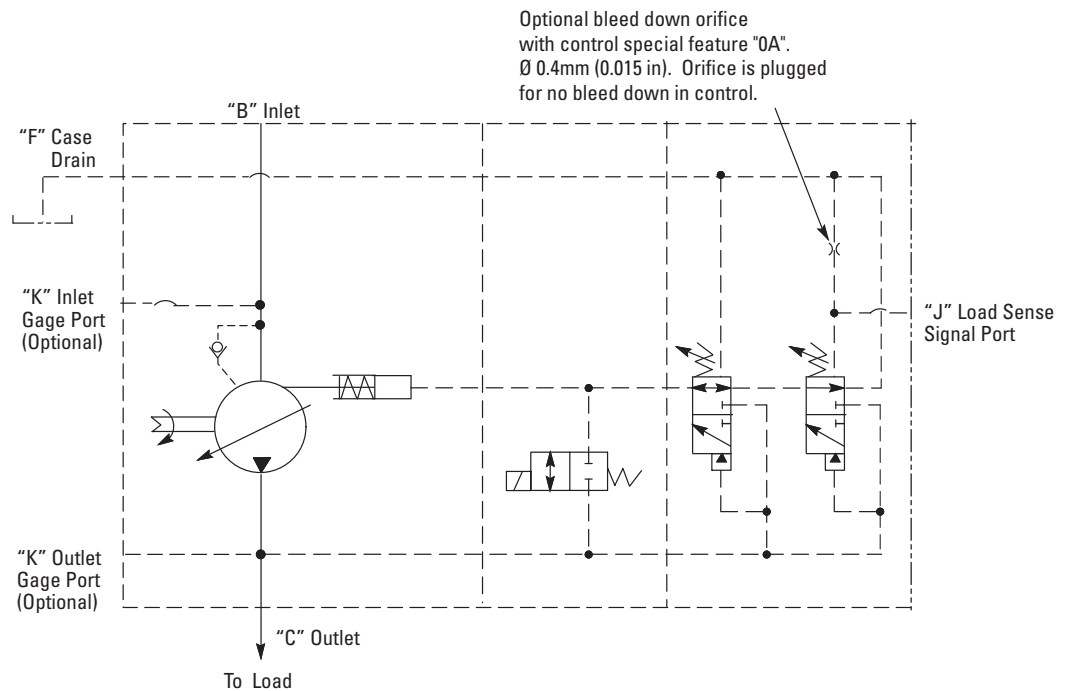 Optional bleed down orifice
with control special feature "0A".
Ø 0.4mm (0.015 in).  Orifice is plugged
for no bleed down in control.
“B” Inlet
“F” Case
Drain
“K” Inlet
Gage Port
(Optional)
“J” Load Sense
Signal Port
“K” Outlet
Gage Port
(Optional)
“C” Outlet
To Load